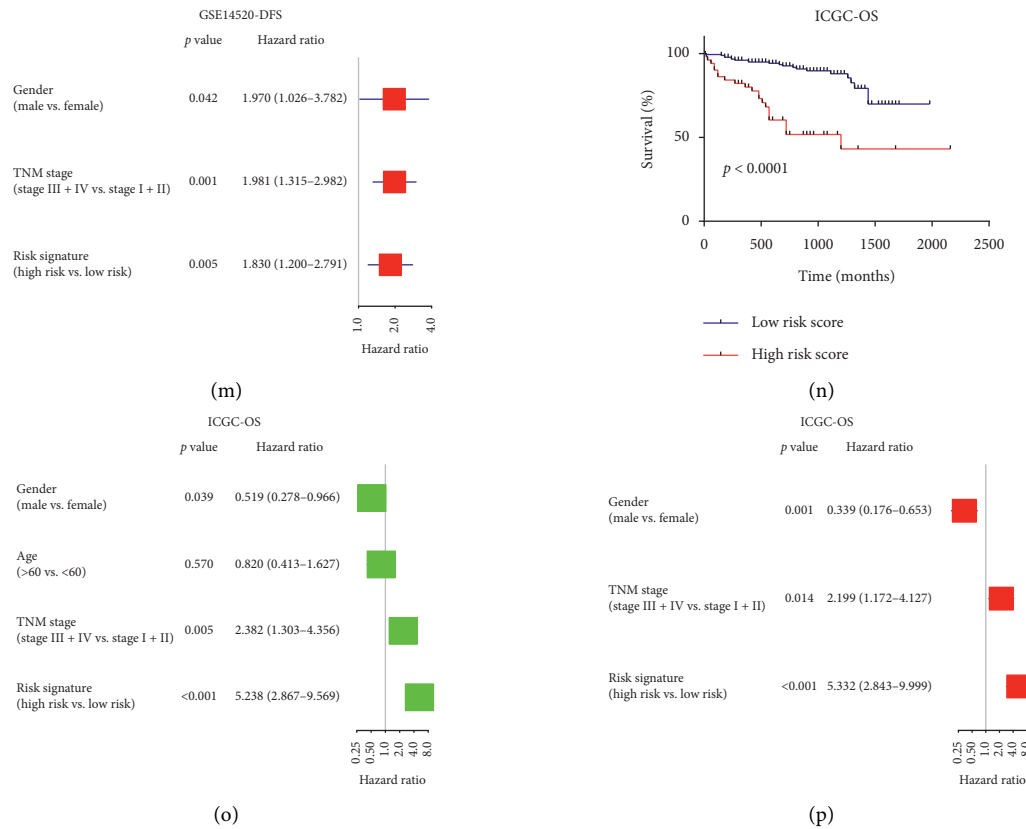 GSE14520-DFS
p value Hazard ratio
Gender
(male vs. female) 0.042 1.970 (1.026–3.782)
TNM stage
(stage III + IV vs. stage I + II) 0.001 1.981 (1.315–2.982)
Risk signature
(high risk vs. low risk) 0.005 1.830 (1.200–2.791)
1.0 2.0 4.0
Hazard ratio
(m)
ICGC-OS
100
50
0
Survival (%)
p < 0.0001
0 500 1000 1500 2000 2500
Time (months)
Low risk score
High risk score
(n)
ICGC-OS
p value Hazard ratio
Gender
(male vs. female) 0.039 0.519 (0.278–0.966)
Age
(>60 vs. <60) 0.570 0.820 (0.413–1.627)
TNM stage
(stage III + IV vs. stage I + II) 0.005 2.382 (1.303–4.356)
Risk signature
(high risk vs. low risk) <0.001 5.238 (2.867–9.569)
0.25 0.50 1.0 2.0 4.0 8.0
Hazard ratio
(o)
ICGC-OS
p value Hazard ratio
Gender
(male vs. female) 0.001 0.339 (0.176–0.653)
TNM stage
(stage III + IV vs. stage I + II) 0.014 2.199 (1.172–4.127)
Risk signature
(high risk vs. low risk) <0.001 5.332 (2.843–9.999)
0.25 0.50 1.0 2.0 4.0 8.0
Hazard ratio
(p)